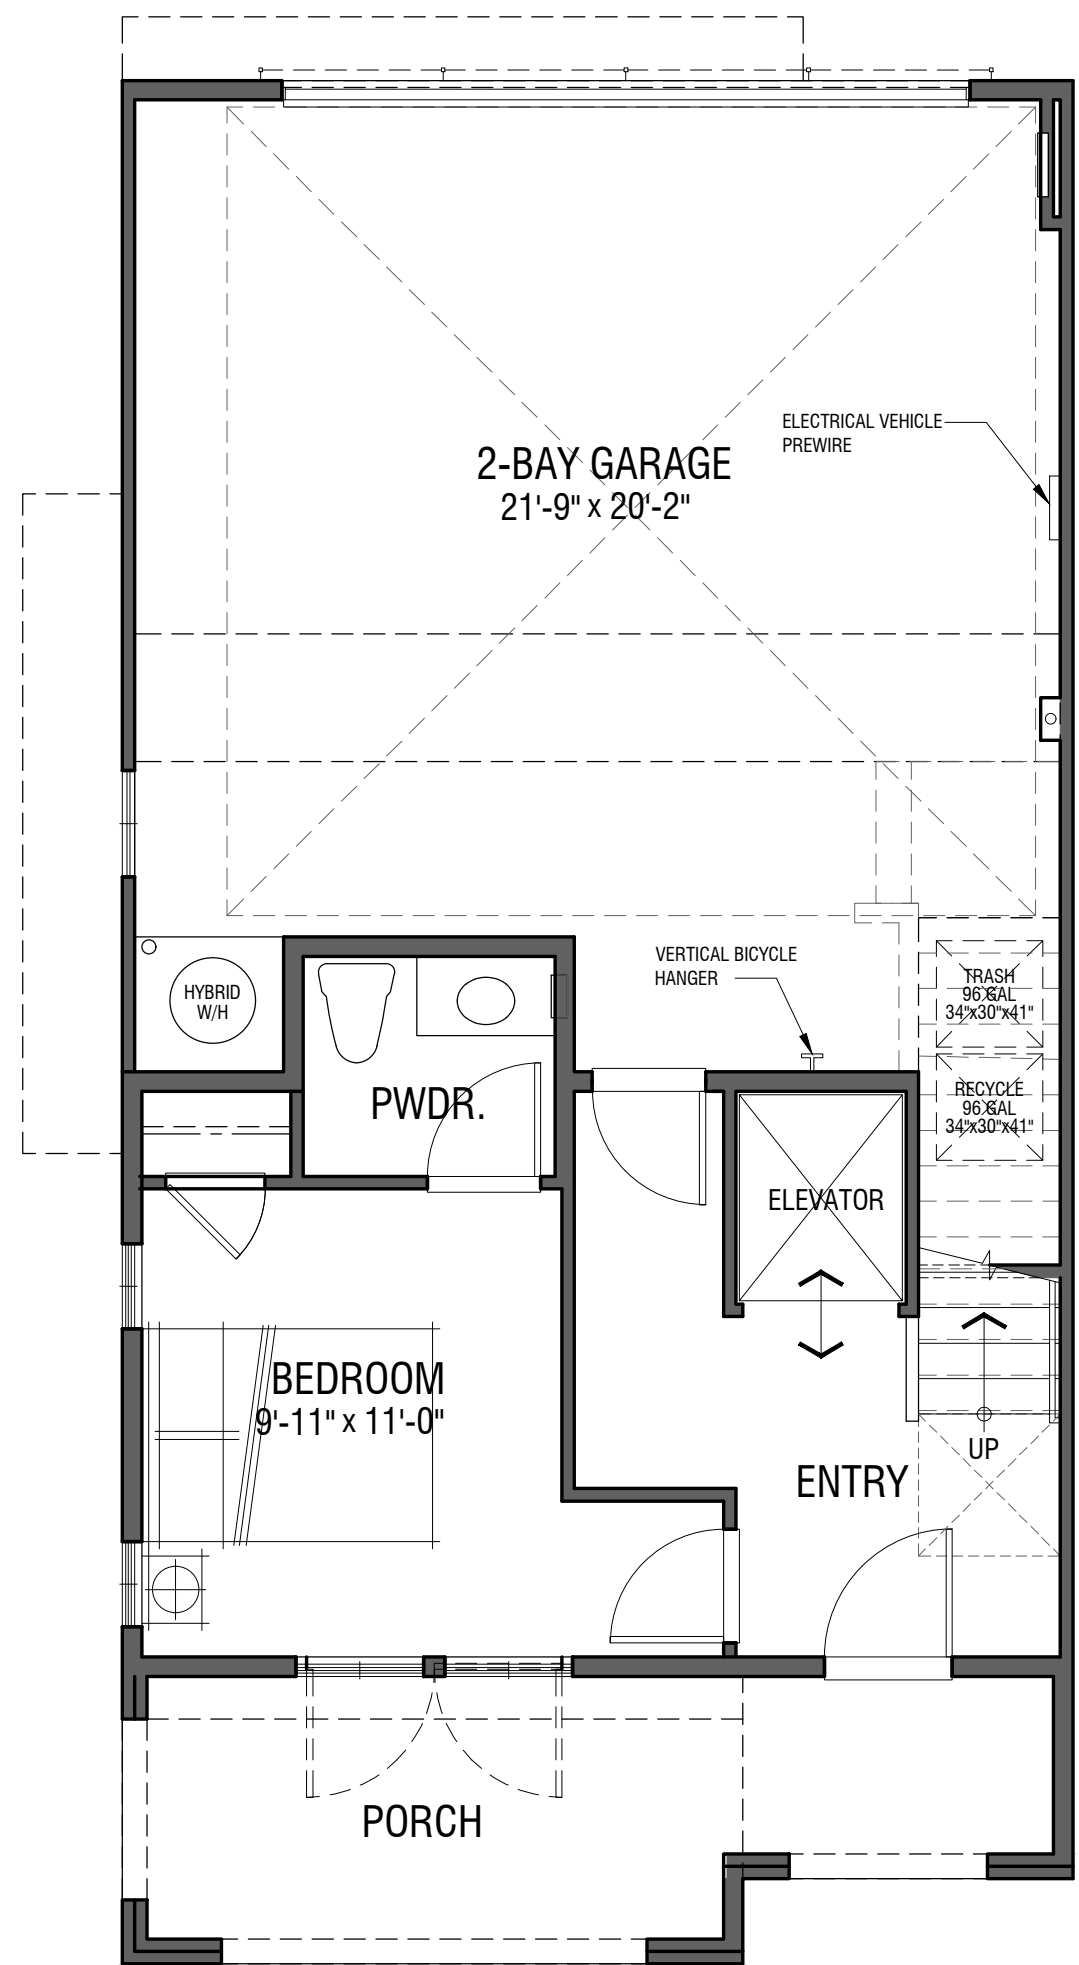 ELECTRICAL VEHICLE
PREWIRE
2-BAY GARAGE
21'-9" x 20'-2"
VERTICAL BICYCLE
HANGER
HYBRID
W/H
TRASH
96 GAL
34"x30"x41"
PWDR.
RECYCLE
96 GAL
34"x30"x41"
ELEVATOR
BEDROOM
9'-11" x 11'-0"
UP
ENTRY
PORCH